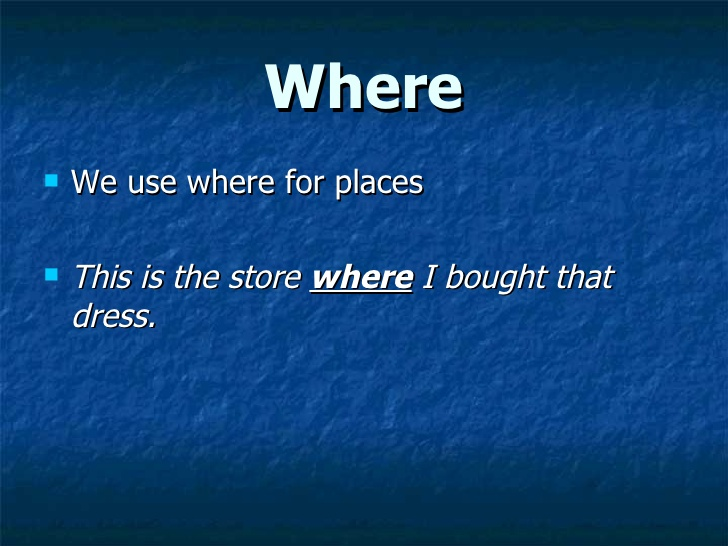 Where
We use where for places
This is the store where I bought that
dress.